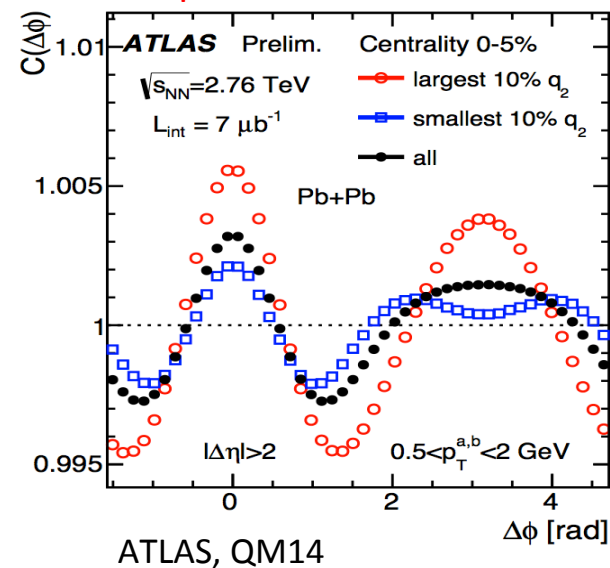 C(Δϕ)
1.01
ATLAS Prelim.
Centrality 0-5%
√sNN=2.76 TeV
largest 10% q2
Lint = 7 μb-1
smallest 10% q2
all
1.005
Pb+Pb
1
|Δη|>2
0.5<pTa,b<2 GeV
0.995
0 2 4
Δϕ [rad]
ATLAS, QM14